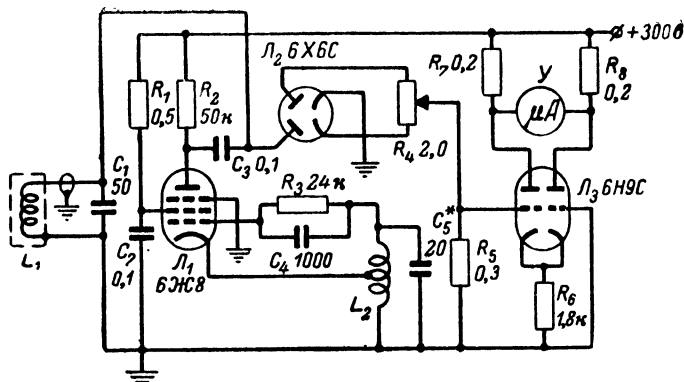 Л₂ 6Х6С
+300в
R₁
0,5
R₂
50к
R₇ 0,2
У
μA
R₈
0,2
C₃ 0,1
R₄ 2,0
C₁
50
L₁
R₃ 24к
Л₃ 6Н9С
C₂
0,1
Л₁
6Ж8
C₄ 1000
L₂
C₅*
20
R₅
0,3
R₆
1,8к